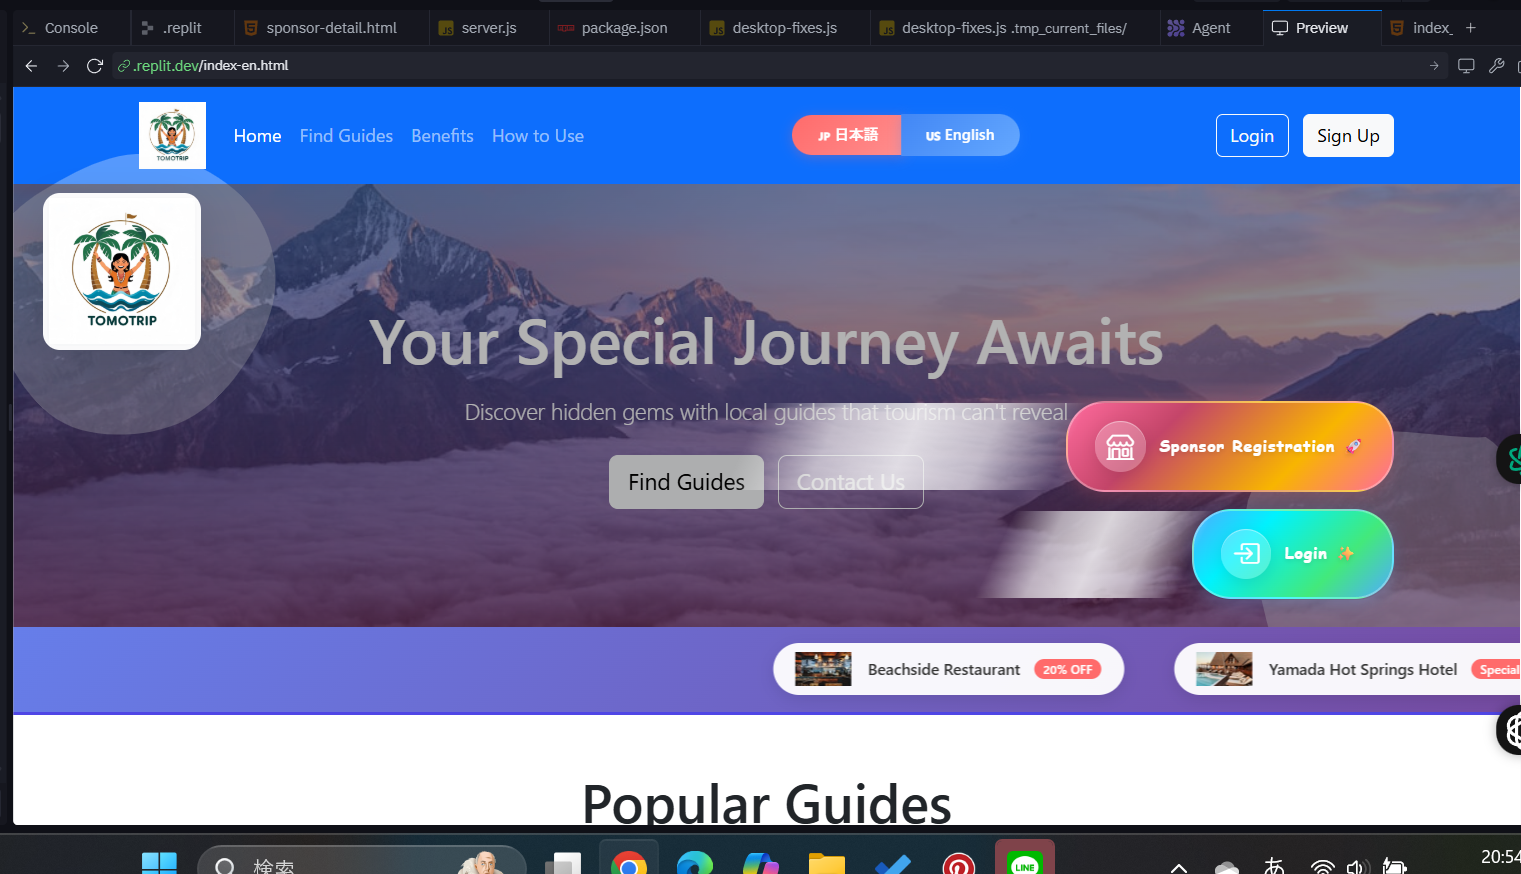 Console
.replit
sponsor-detail.html
server.js
package.json
desktop-fixes.js
desktop-fixes.js .tmp_current_files/
Agent
Preview
index_
.replit.dev/index-en.html
TOMOTRIP
Home
Find Guides
Benefits
How to Use
JP 日本語
US English
Login
Sign Up
TOMOTRIP
Your Special Journey Awaits
Discover hidden gems with local guides that tourism can't reveal
Find Guides
Contact Us
Sponsor Registration 🚀
Login ✨
Beachside Restaurant
20% OFF
Yamada Hot Springs Hotel
Special
Popular Guides
検索
LINE
あ
20:54